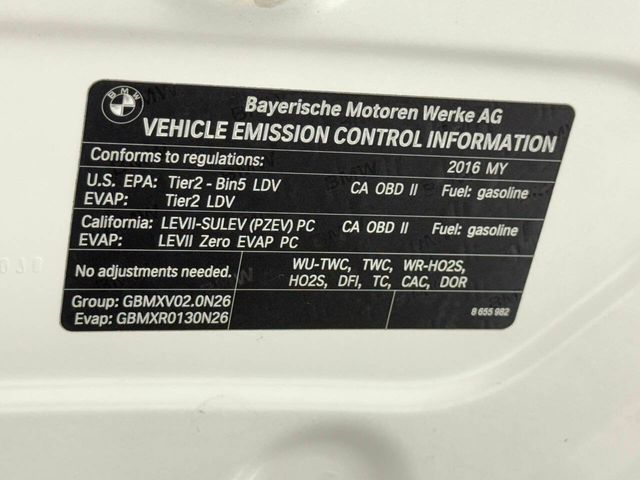 BMW
Bayerische Motoren Werke AG
VEHICLE EMISSION CONTROL INFORMATION
Conforms to regulations: 2016 MY
U.S. EPA: Tier2 - Bin5 LDV CA OBD II Fuel: gasoline
EVAP: Tier2 LDV
California: LEVII-SULEV (PZEV) PC CA OBD II Fuel: gasoline
EVAP: LEVII Zero EVAP PC
No adjustments needed.
WU-TWC, TWC, WR-HO2S,
HO2S, DFI, TC, CAC, DOR
Group: GBMXV02.0N26
Evap: GBMXR0130N26
8 655 982